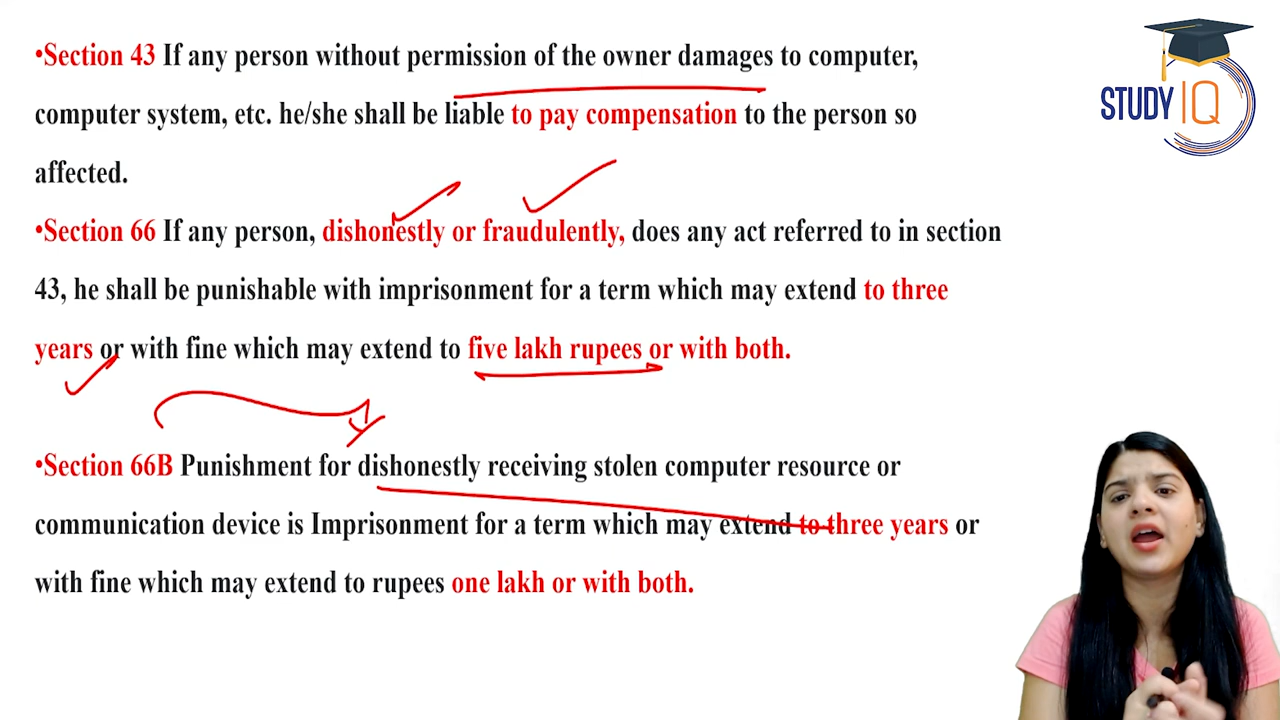 •Section 43 If any person without permission of the owner damages to computer,
computer system, etc. he/she shall be liable to pay compensation to the person so
affected.
•Section 66 If any person, dishonestly or fraudulently, does any act referred to in section
43, he shall be punishable with imprisonment for a term which may extend to three
years or with fine which may extend to five lakh rupees or with both.
•Section 66B Punishment for dishonestly receiving stolen computer resource or
communication device is Imprisonment for a term which may extend to three years or
with fine which may extend to rupees one lakh or with both.
STUDY IQ